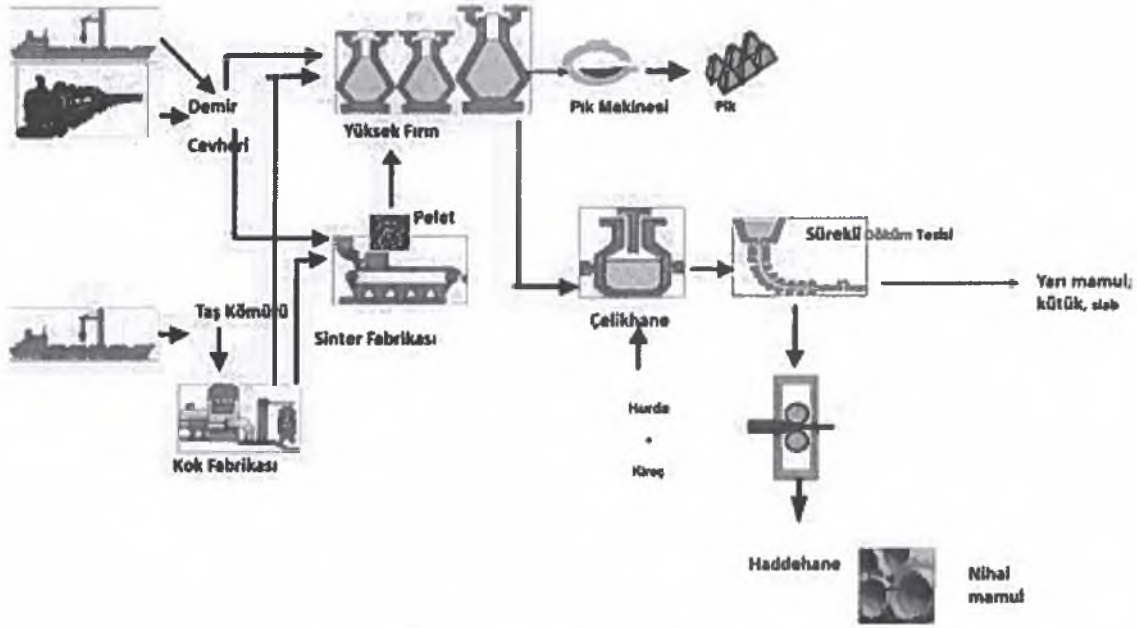 Demir
Cevheri
Yüksek Fırın
Pik Makinesi
Pik
Pelet
Sinter Fabrikası
Taş Kömürü
Kok Fabrikası
Çelikhane
Hurda
+
Kireç
Sürekli Döküm Tesisi
Yarı mamul;
kütük, slab
Haddehane
Nihai
mamul